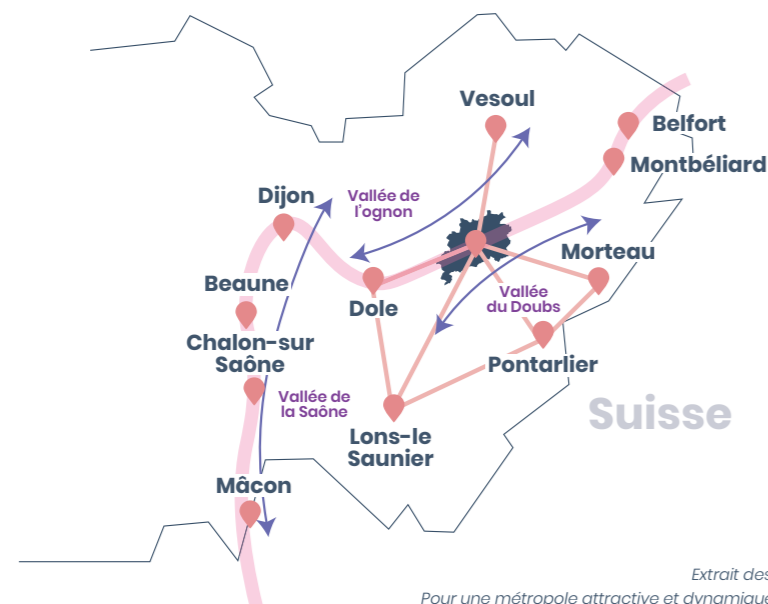 Vesoul
Belfort
Montbéliard
Dijon
Vallée de
l'ognon
Morteau
Beaune
Dole
Vallée
du Doubs
Chalon-sur
Saône
Pontarlier
Vallée de
la Saône
Suisse
Lons-le
Saunier
Mâcon
Extrait des
Pour une métropole attractive et dynamique